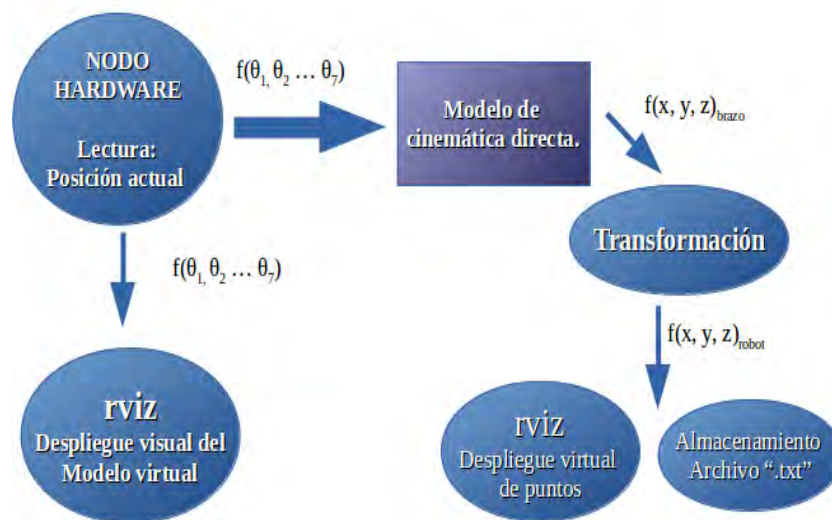 NODO
HARDWARE
Lectura:
Posición actual
f(θ1, θ2 ... θ7)
Modelo de
cinemática directa.
f(x, y, z)brazo
Transformación
f(θ1, θ2 ... θ7)
f(x, y, z)robot
rviz
Despliegue visual del
Modelo virtual
rviz
Despliegue virtual
de puntos
Almacenamiento
Archivo “.txt”